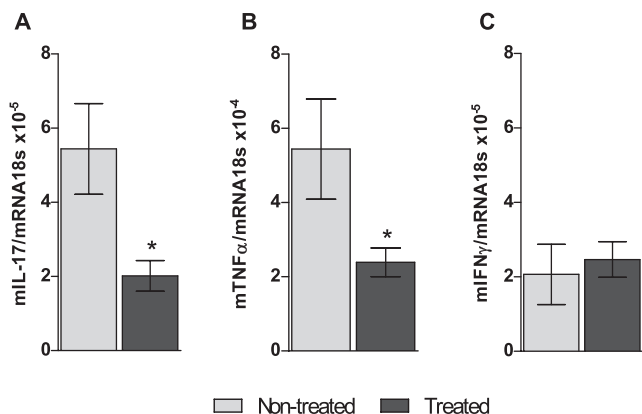 A
B
C
mIL-17/mRNA18s x10-5
8
6
4
2
0
*
mTNFα/mRNA18s x10-4
8
6
4
2
0
*
mIFNγ/mRNA18s x10-5
8
6
4
2
0
Non-treated
Treated